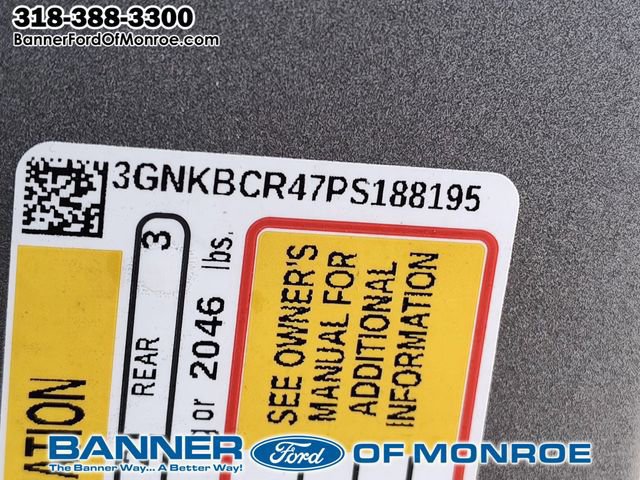 318-388-3300
BannerFordOfMonroe.com
3GNKBCR47PS188195
REAR 3
or 2046 lbs.
SEE OWNER'S
MANUAL FOR
ADDITIONAL
INFORMATION
BANNER Ford OF MONROE
The Banner Way... A Better Way!